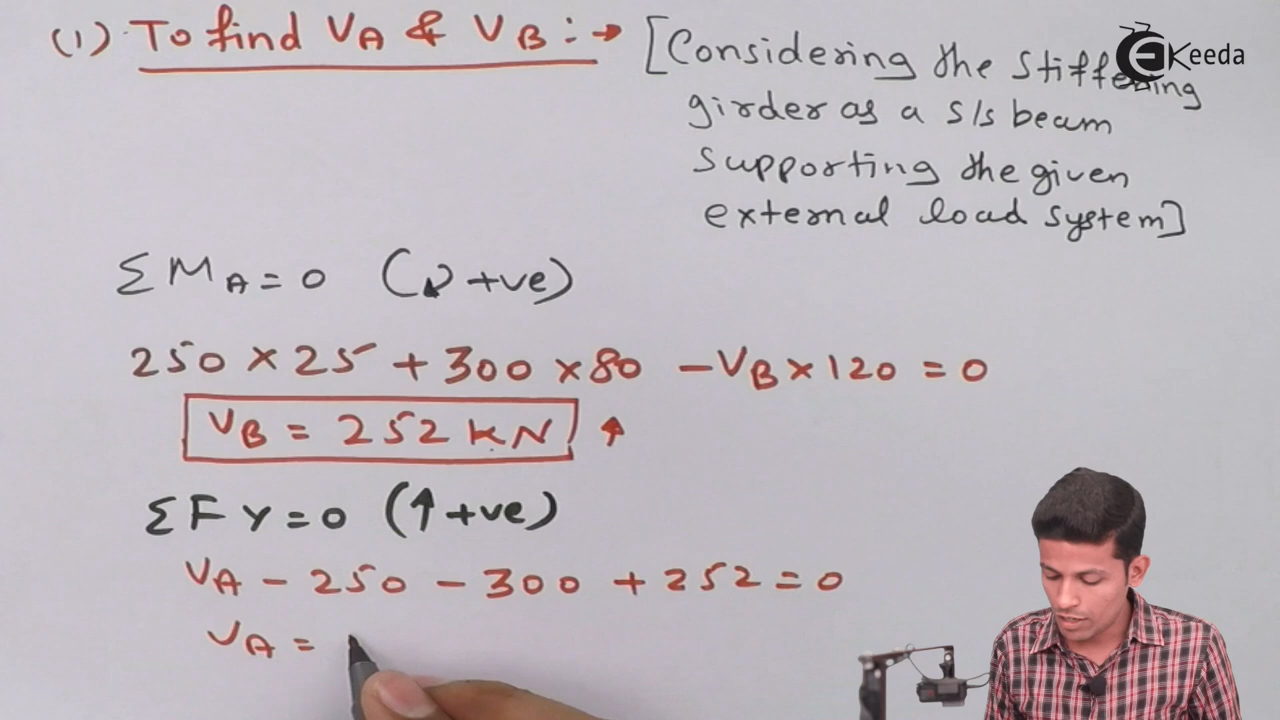 (1) To find VA & VB :→
[Considering the stiffening
girder as a s/s beam
supporting the given
external load system]
EKeeda
ΣMA = 0 (↻ +ve)
250 × 25 + 300 × 80 - VB × 120 = 0
VB = 252 KN ↑
ΣFY = 0 (↑ +ve)
VA - 250 - 300 + 252 = 0
VA =